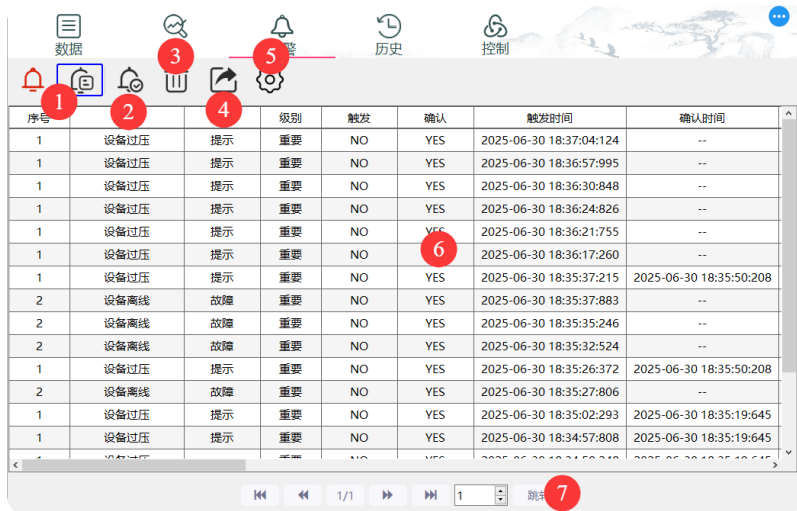 数据
警
历史
控制
3
5
1
2
4
序号 级别 触发 确认 触发时间 确认时间
1 设备过压 提示 重要 NO YES 2025-06-30 18:37:04:124 --
1 设备过压 提示 重要 NO YES 2025-06-30 18:36:57:995 --
1 设备过压 提示 重要 NO YES 2025-06-30 18:36:30:848 --
1 设备过压 提示 重要 NO YES 2025-06-30 18:36:24:826 --
1 设备过压 提示 重要 NO YES 2025-06-30 18:36:21:755 --
1 设备过压 提示 重要 NO 6 2025-06-30 18:36:17:260 --
1 设备过压 提示 重要 NO YES 2025-06-30 18:35:37:215 2025-06-30 18:35:50:208
2 设备离线 故障 重要 NO YES 2025-06-30 18:35:37:883 --
2 设备离线 故障 重要 NO YES 2025-06-30 18:35:35:246 --
2 设备离线 故障 重要 NO YES 2025-06-30 18:35:32:524 --
1 设备过压 提示 重要 NO YES 2025-06-30 18:35:26:372 2025-06-30 18:35:50:208
2 设备离线 故障 重要 NO YES 2025-06-30 18:35:27:806 --
1 设备过压 提示 重要 NO YES 2025-06-30 18:35:02:293 2025-06-30 18:35:19:645
1 设备过压 提示 重要 NO YES 2025-06-30 18:34:57:808 2025-06-30 18:35:19:645
1/1 1 跳 7